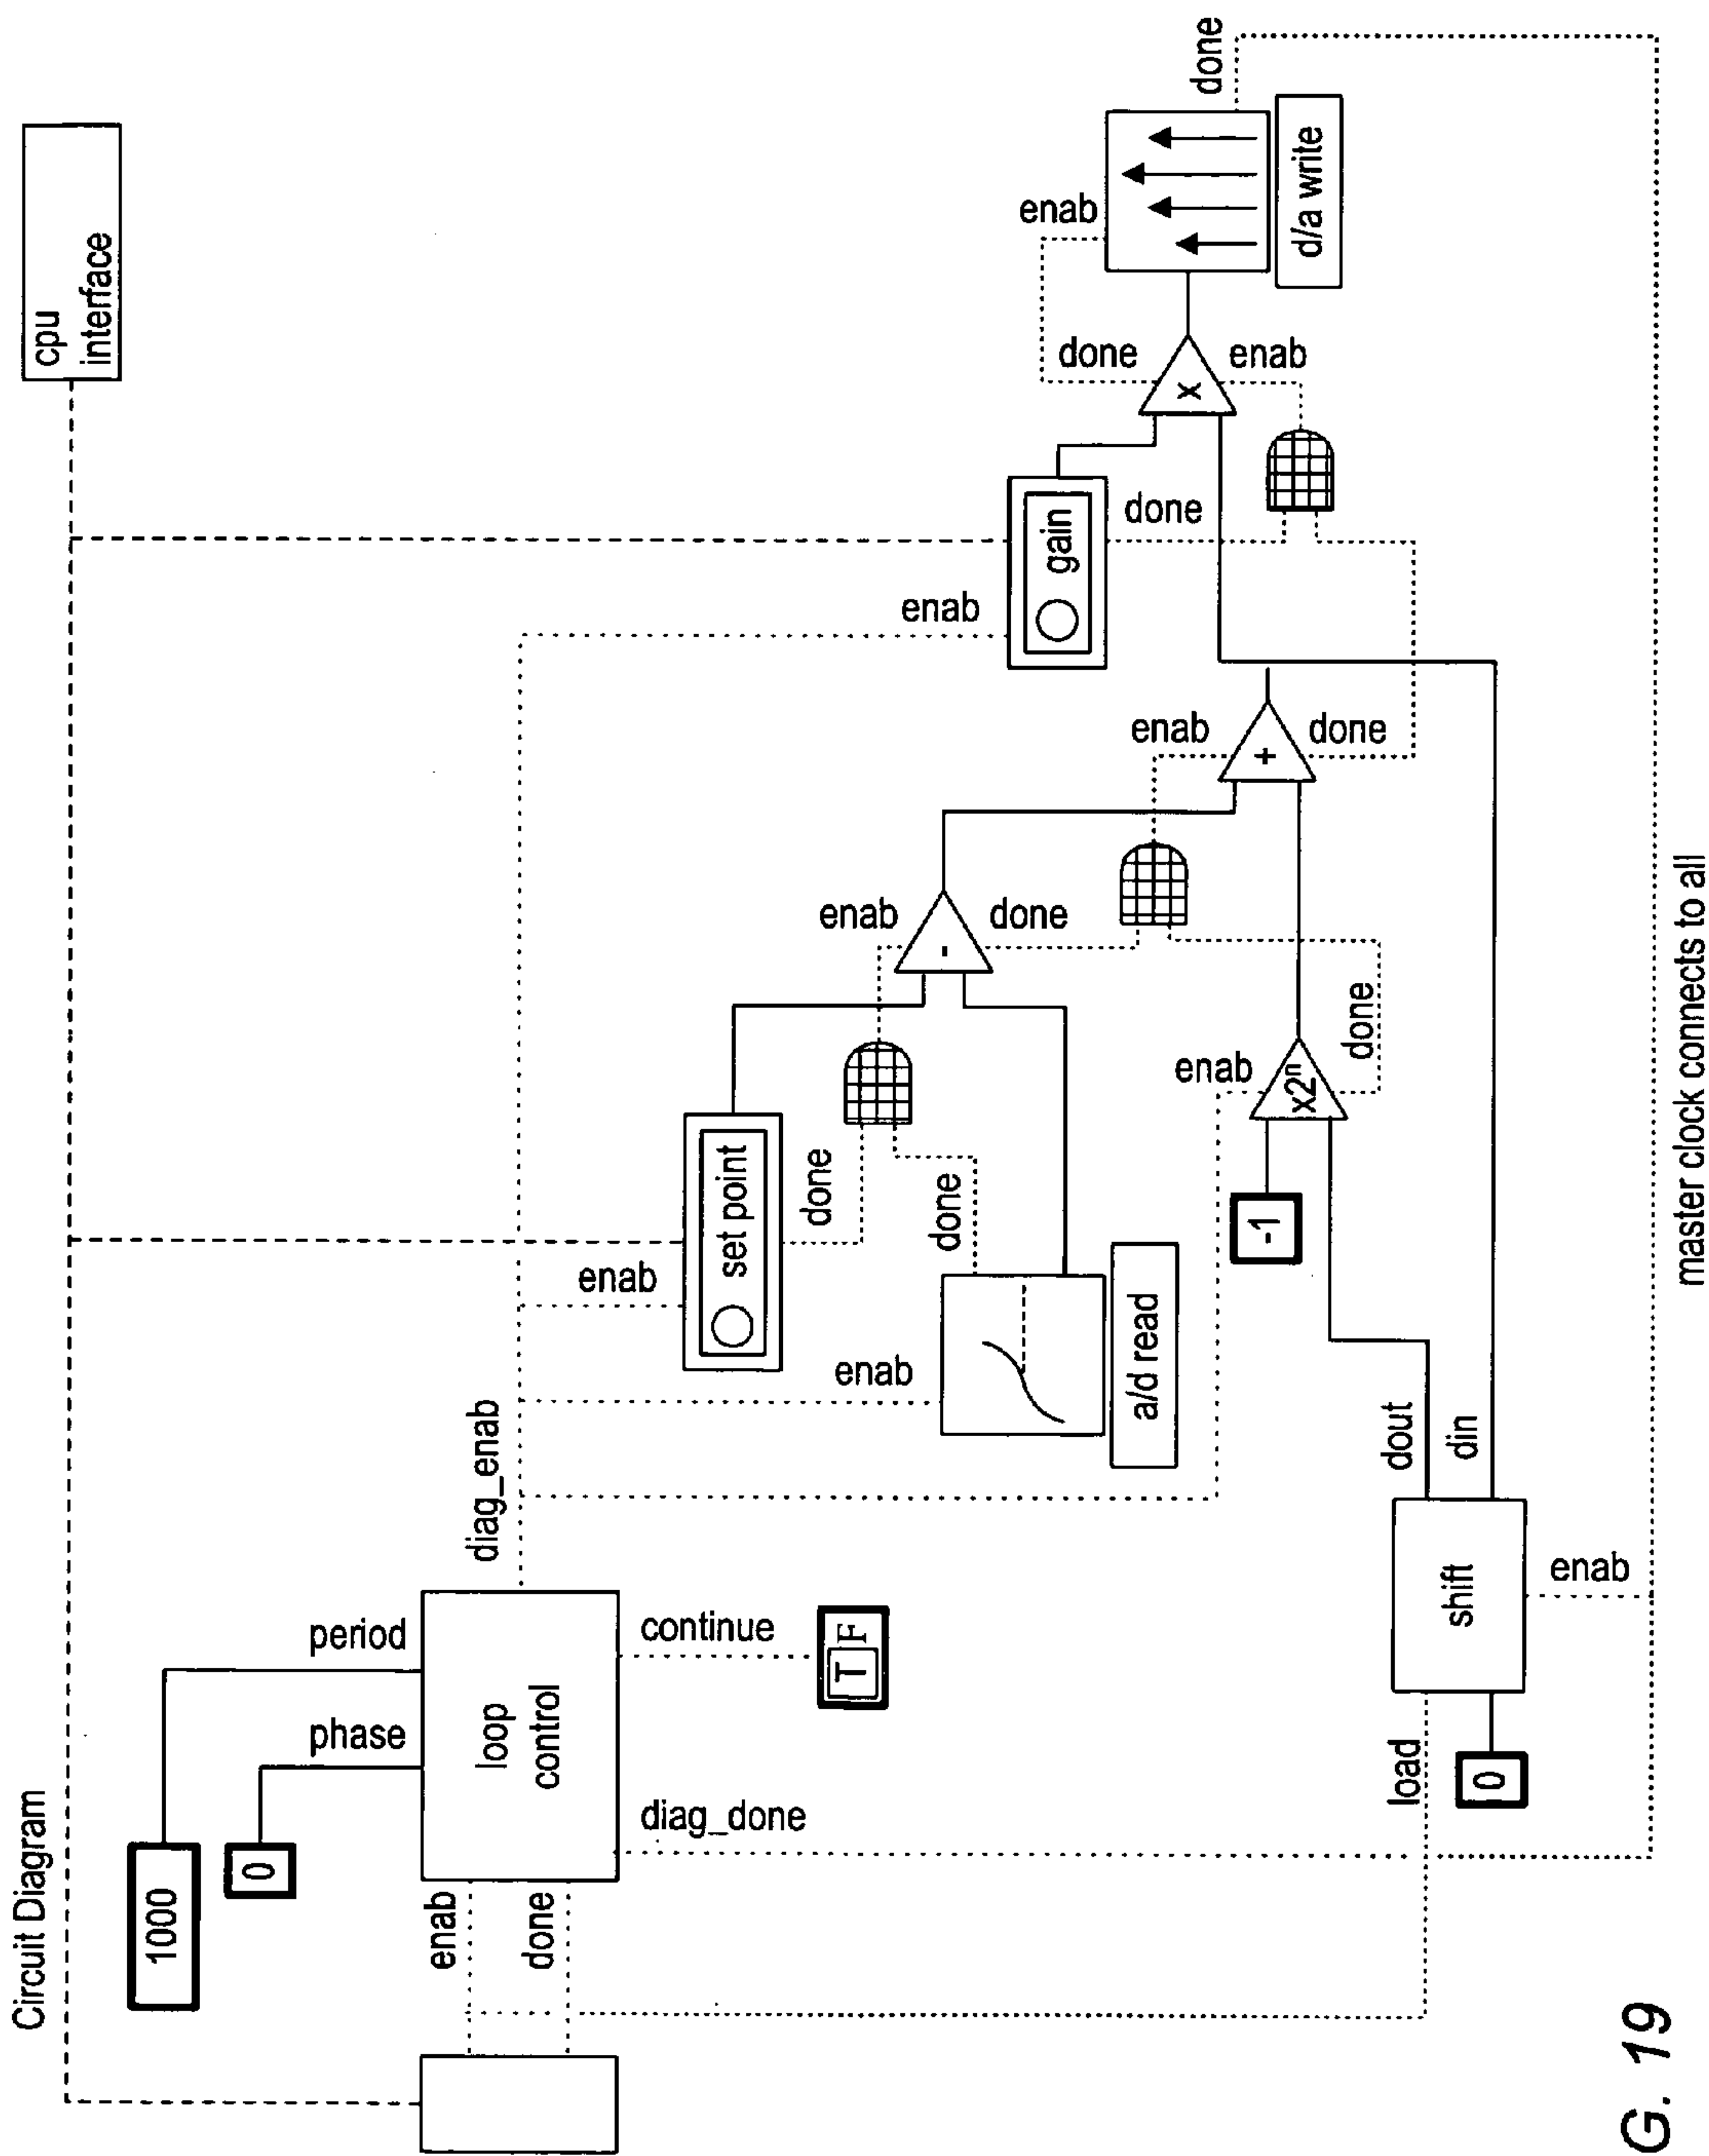 Circuit Diagram
cpu
interface
1000
0
phase
period
enab
done
loop
control
diag_enab
diag_done
continue
T F
enab
set point
done
enab
a/d read
done
enab
-
done
enab
-1
x2ⁿ
done
enab
+
done
enab
gain
done
done
x
enab
enab
d/a write
done
load
0
shift
dout
din
enab
master clock connects to all
G. 19